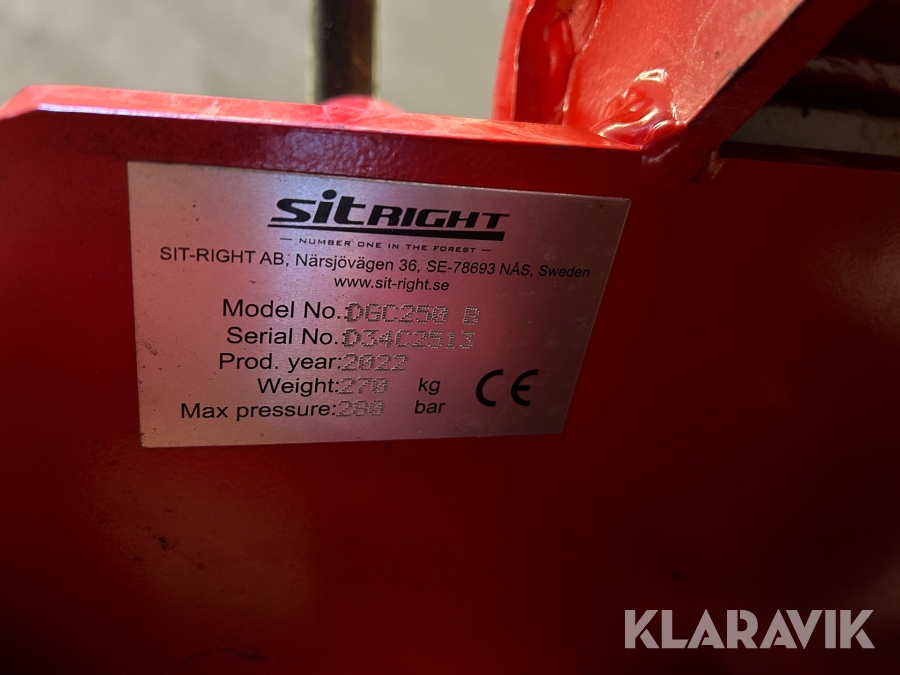 sitRIGHT
NUMBER ONE IN THE FOREST
SIT-RIGHT AB, Närsjövägen 36, SE-78693 NÅS, Sweden
www.sit-right.se
Model No.:DGC250 B
Serial No.:D34C2513
Prod. year:2022
Weight:270 kg
Max pressure:280 bar
CE
KLARAVIK